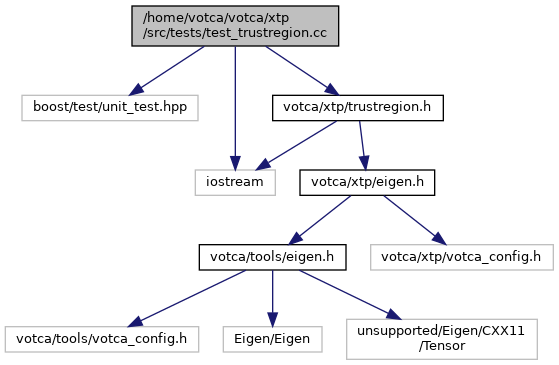 /home/votca/votca/xtp
/src/tests/test_trustregion.cc
boost/test/unit_test.hpp
votca/xtp/trustregion.h
iostream
votca/xtp/eigen.h
votca/tools/eigen.h
votca/xtp/votca_config.h
votca/tools/votca_config.h
Eigen/Eigen
unsupported/Eigen/CXX11
/Tensor